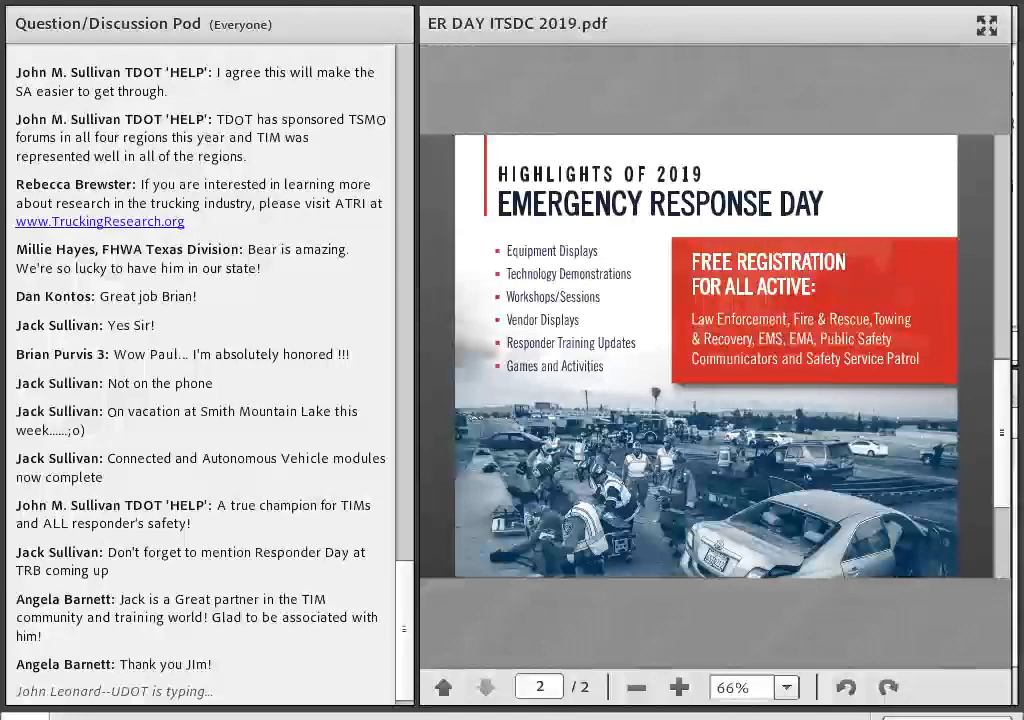 Question/Discussion Pod (Everyone)
John M. Sullivan TDOT 'HELP': I agree this will make the
SA easier to get through.
John M. Sullivan TDOT 'HELP': TDOT has sponsored TSMO
forums in all four regions this year and TIM was
represented well in all of the regions.
Rebecca Brewster: If you are interested in learning more
about research in the trucking industry, please visit ATRI at
www.TruckingResearch.org
Millie Hayes, FHWA Texas Division: Bear is amazing.
We're so lucky to have him in our state!
Dan Kontos: Great job Brian!
Jack Sullivan: Yes Sir!
Brian Purvis 3: Wow Paul... I'm absolutely honored !!!
Jack Sullivan: Not on the phone
Jack Sullivan: On vacation at Smith Mountain Lake this
week......;o)
Jack Sullivan: Connected and Autonomous Vehicle modules
now complete
John M. Sullivan TDOT 'HELP': A true champion for TIMs
and ALL responder's safety!
Jack Sullivan: Don't forget to mention Responder Day at
TRB coming up
Angela Barnett: Jack is a Great partner in the TIM
community and training world! Glad to be associated with
him!
Angela Barnett: Thank you JIm!
John Leonard--UDOT is typing...
ER DAY ITSDC 2019.pdf
HIGHLIGHTS OF 2019
EMERGENCY RESPONSE DAY
Equipment Displays
Technology Demonstrations
Workshops/Sessions
Vendor Displays
Responder Training Updates
Games and Activities
FREE REGISTRATION
FOR ALL ACTIVE:
Law Enforcement, Fire & Rescue, Towing
& Recovery, EMS, EMA, Public Safety
Communicators and Safety Service Patrol
2 / 2
66%